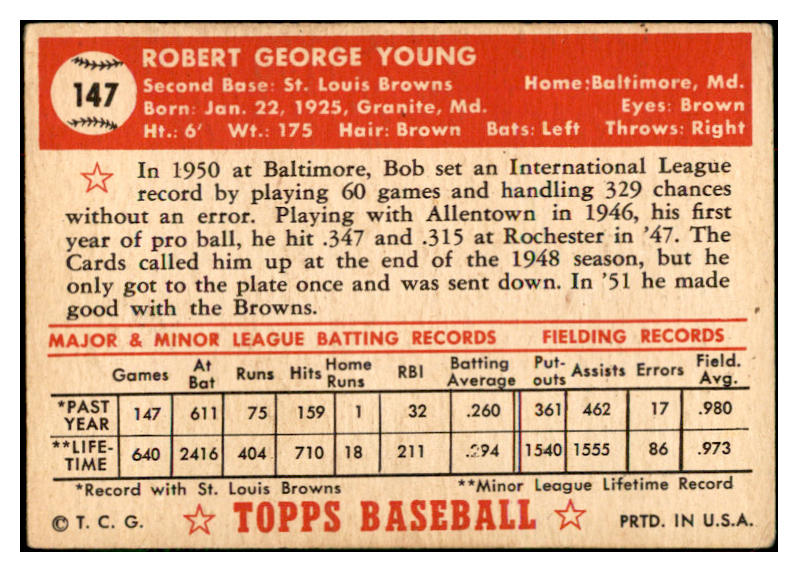 147
ROBERT GEORGE YOUNG
Second Base: St. Louis Browns Home: Baltimore, Md.
Born: Jan. 22, 1925, Granite, Md. Eyes: Brown
Ht.: 6' Wt.: 175 Hair: Brown Bats: Left Throws: Right
In 1950 at Baltimore, Bob set an International League
record by playing 60 games and handling 329 chances
without an error. Playing with Allentown in 1946, his first
year of pro ball, he hit .347 and .315 at Rochester in '47. The
Cards called him up at the end of the 1948 season, but he
only got to the plate once and was sent down. In '51 he made
good with the Browns.
MAJOR & MINOR LEAGUE BATTING RECORDS FIELDING RECORDS
Games At Bat Runs Hits Home Runs RBI Batting Average Put-outs Assists Errors Field. Avg.
*PAST YEAR 147 611 75 159 1 32 .260 361 462 17 .980
**LIFE-TIME 640 2416 404 710 18 211 .294 1540 1555 86 .973
*Record with St. Louis Browns **Minor League Lifetime Record
© T. C. G. TOPPS BASEBALL PRTD. IN U.S.A.